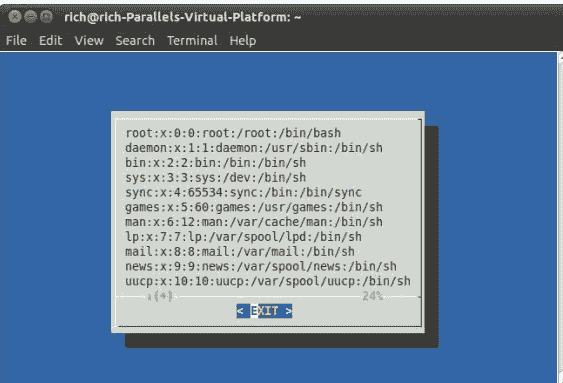 rich@rich-Parallels-Virtual-Platform: ~
File Edit View Search Terminal Help
root:x:0:0:root:/root:/bin/bash
daemon:x:1:1:daemon:/usr/sbin:/bin/sh
bin:x:2:2:bin:/bin:/bin/sh
sys:x:3:3:sys:/dev:/bin/sh
sync:x:4:65534:sync:/bin:/bin/sync
games:x:5:60:games:/usr/games:/bin/sh
man:x:6:12:man:/var/cache/man:/bin/sh
lp:x:7:7:lp:/var/spool/lpd:/bin/sh
mail:x:8:8:mail:/var/mail:/bin/sh
news:x:9:9:news:/var/spool/news:/bin/sh
uucp:x:10:10:uucp:/var/spool/uucp:/bin/sh
↓(+) 24%
< EXIT >